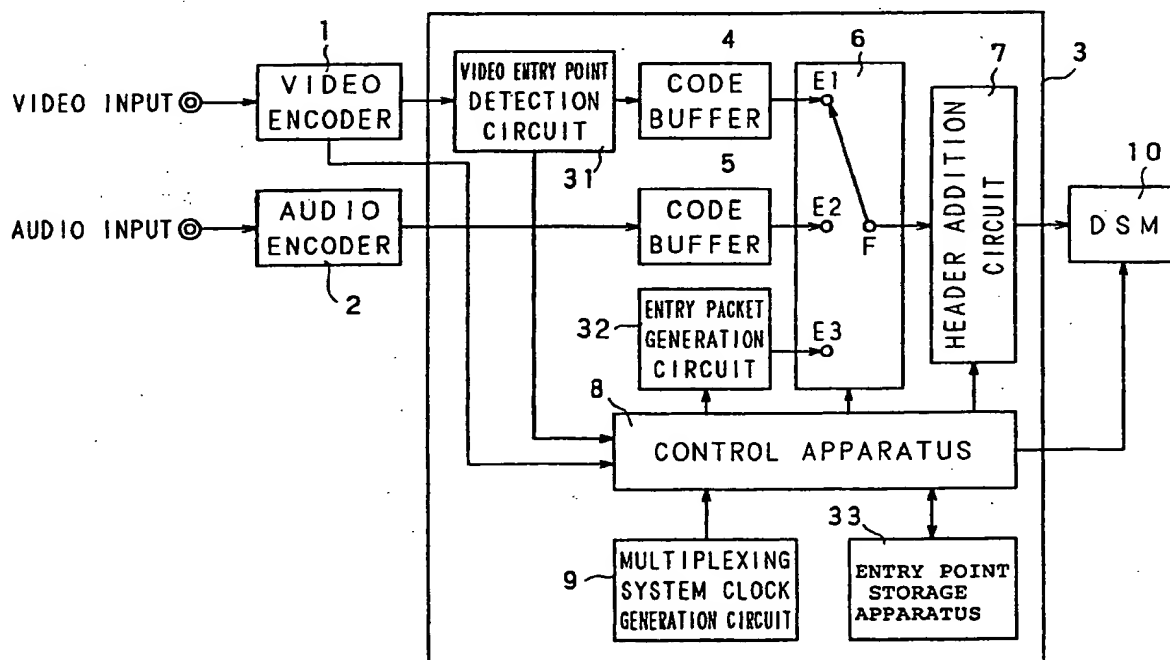 1
4
6
7
3
VIDEO INPUT
VIDEO
ENCODER
VIDEO ENTRY POINT
DETECTION
CIRCUIT
31
CODE
BUFFER
E1
HEADER ADDITION
CIRCUIT
10
DSM
5
AUDIO INPUT
AUDIO
ENCODER
2
CODE
BUFFER
E2
F
32
ENTRY PACKET
GENERATION
CIRCUIT
E3
8
CONTROL APPARATUS
9
MULTIPLEXING
SYSTEM CLOCK
GENERATION CIRCUIT
33
ENTRY POINT
STORAGE
APPARATUS